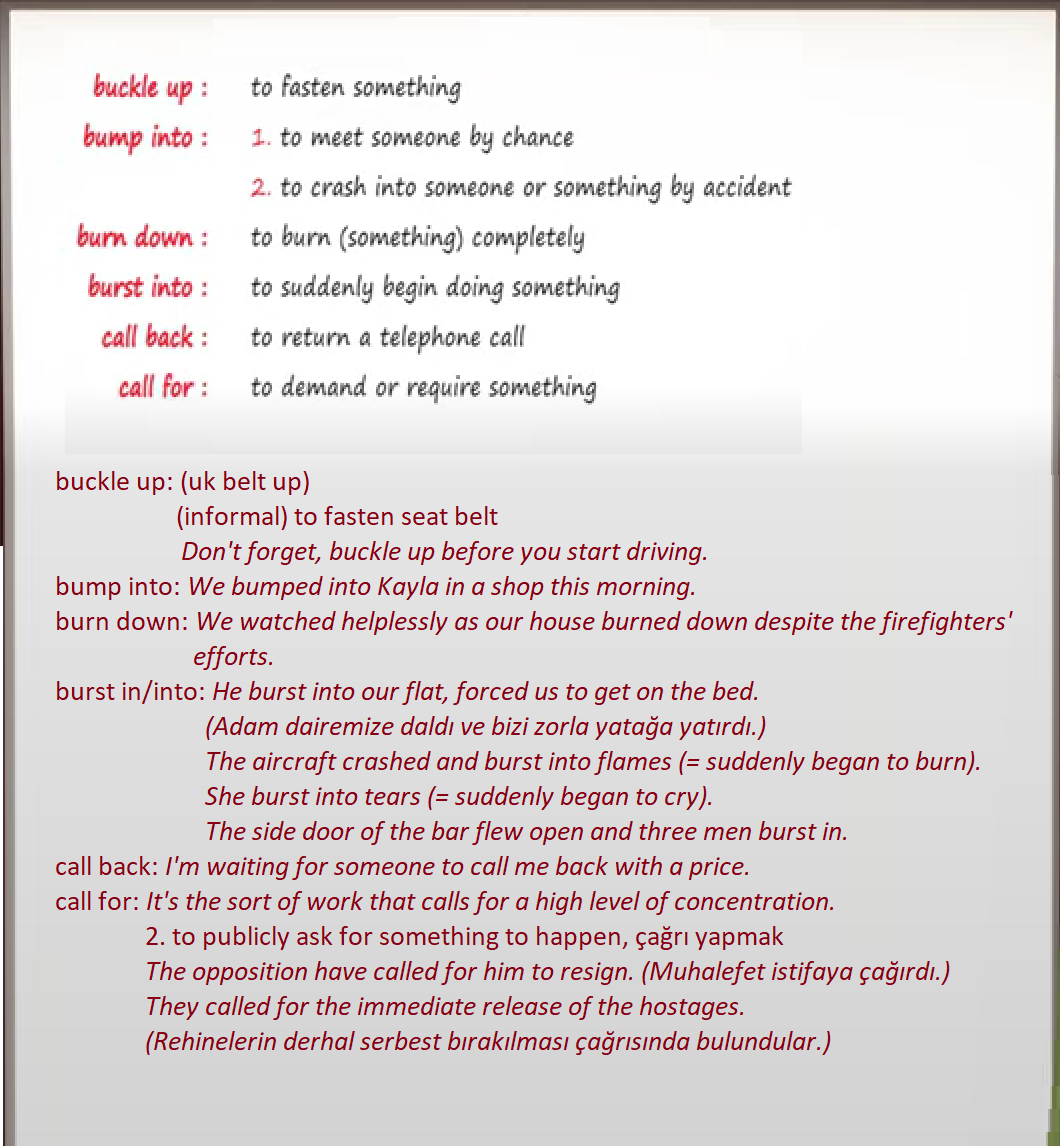 buckle up : to fasten something
bump into : 1. to meet someone by chance
2. to crash into someone or something by accident
burn down : to burn (something) completely
burst into : to suddenly begin doing something
call back : to return a telephone call
call for : to demand or require something
buckle up: (uk belt up)
(informal) to fasten seat belt
Don't forget, buckle up before you start driving.
bump into: We bumped into Kayla in a shop this morning.
burn down: We watched helplessly as our house burned down despite the firefighters'
efforts.
burst in/into: He burst into our flat, forced us to get on the bed.
(Adam dairemize daldı ve bizi zorla yatağa yatırdı.)
The aircraft crashed and burst into flames (= suddenly began to burn).
She burst into tears (= suddenly began to cry).
The side door of the bar flew open and three men burst in.
call back: I'm waiting for someone to call me back with a price.
call for: It's the sort of work that calls for a high level of concentration.
2. to publicly ask for something to happen, çağrı yapmak
The opposition have called for him to resign. (Muhalefet istifaya çağırdı.)
They called for the immediate release of the hostages.
(Rehinelerin derhal serbest bırakılması çağrısında bulundular.)